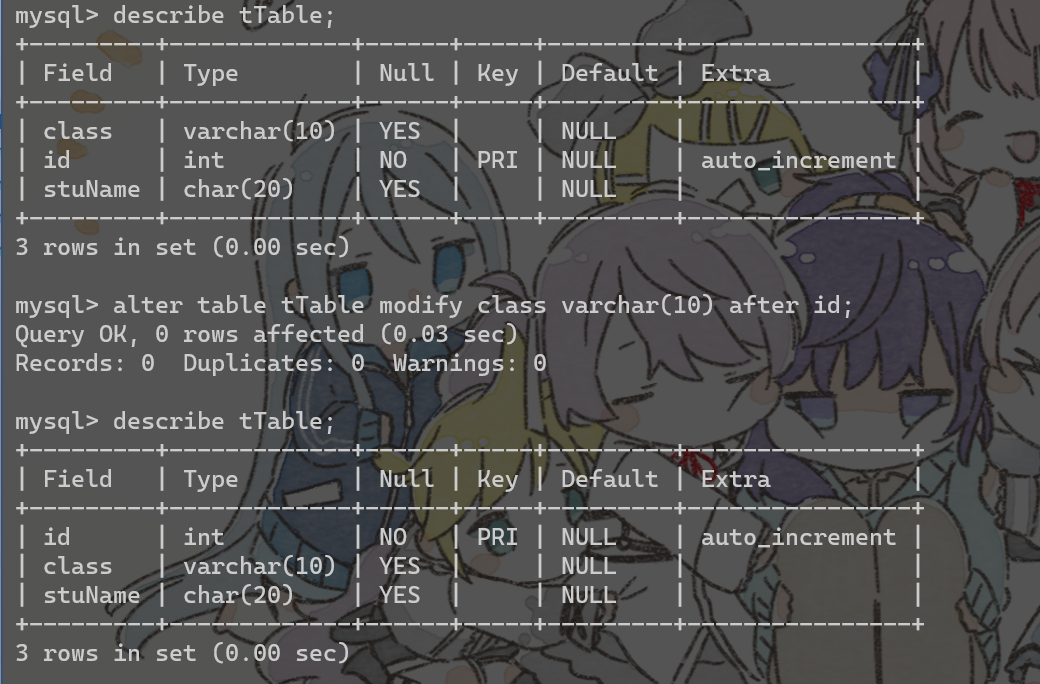 mysql> describe tTable;
+---------+-------------+------+-----+---------+----------------+
| Field   | Type        | Null | Key | Default | Extra          |
+---------+-------------+------+-----+---------+----------------+
| class   | varchar(10) | YES  |     | NULL    |                |
| id      | int         | NO   | PRI | NULL    | auto_increment |
| stuName | char(20)    | YES  |     | NULL    |                |
+---------+-------------+------+-----+---------+----------------+
3 rows in set (0.00 sec)
mysql> alter table tTable modify class varchar(10) after id;
Query OK, 0 rows affected (0.03 sec)
Records: 0  Duplicates: 0  Warnings: 0
mysql> describe tTable;
+---------+-------------+------+-----+---------+----------------+
| Field   | Type        | Null | Key | Default | Extra          |
+---------+-------------+------+-----+---------+----------------+
| id      | int         | NO   | PRI | NULL    | auto_increment |
| class   | varchar(10) | YES  |     | NULL    |                |
| stuName | char(20)    | YES  |     | NULL    |                |
+---------+-------------+------+-----+---------+----------------+
3 rows in set (0.00 sec)